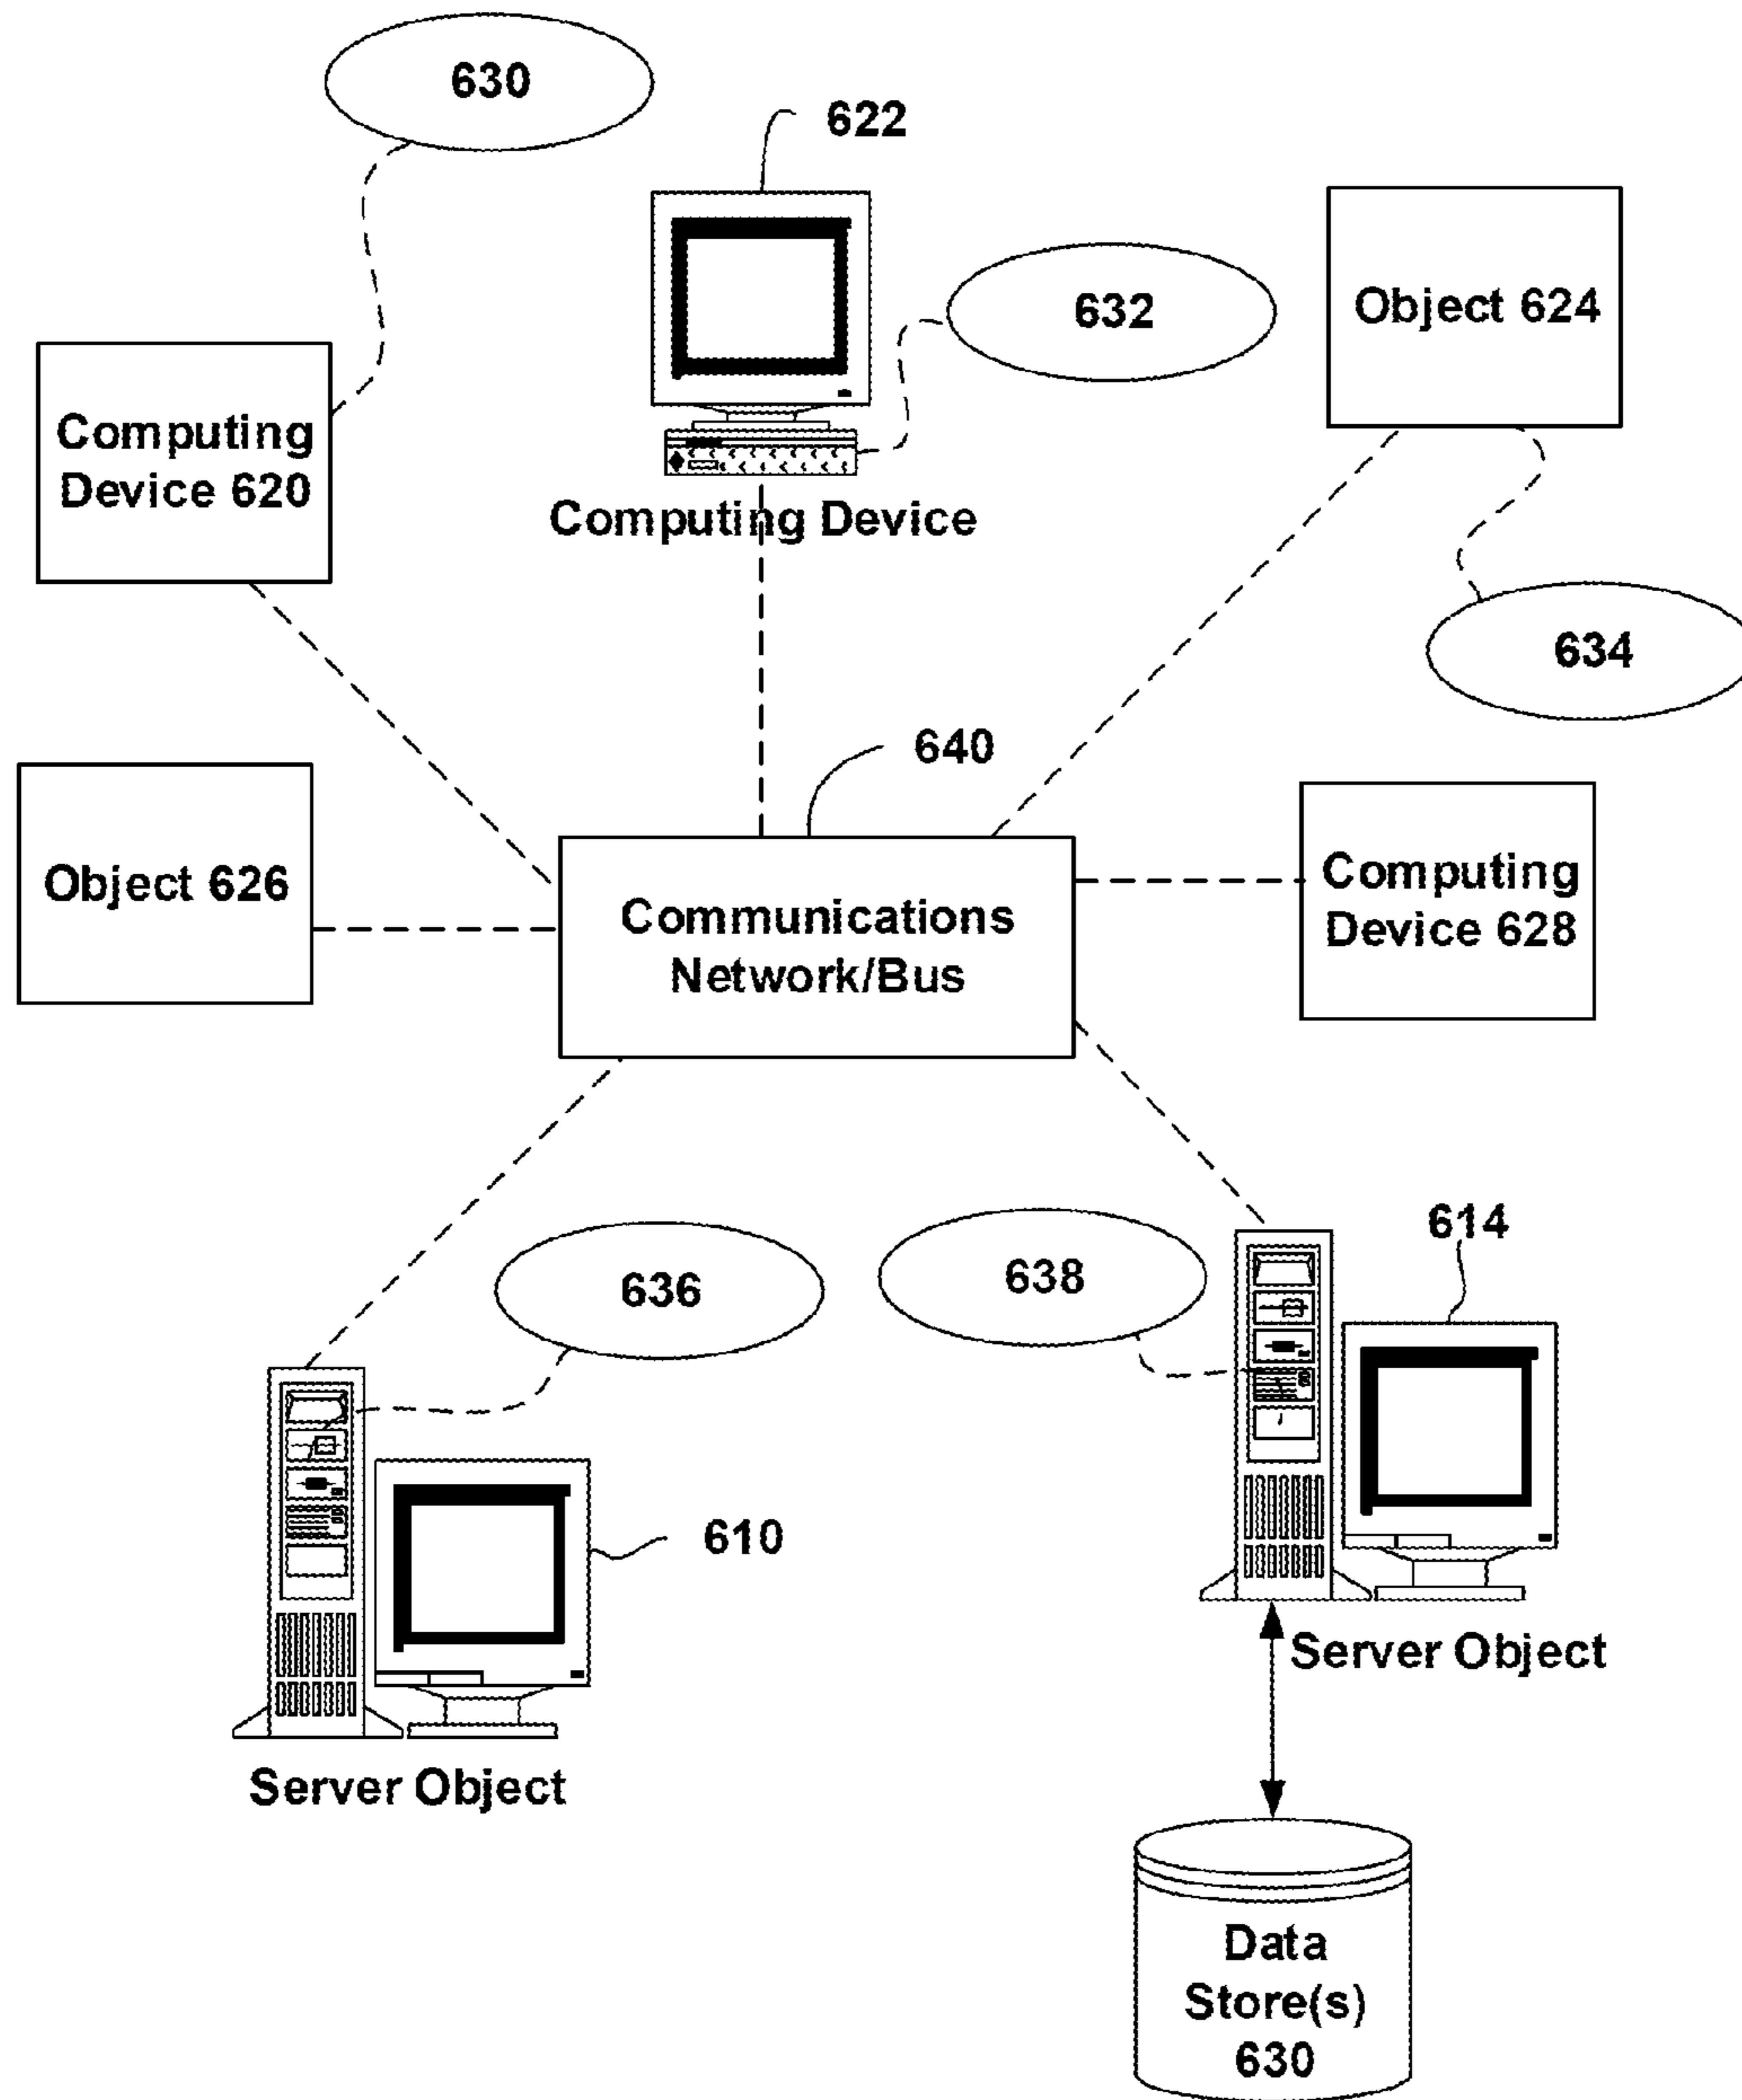 630
622
632
Object 624
Computing
Device 620
Computing Device
634
640
Object 626
Communications
Network/Bus
Computing
Device 628
636
638
614
610
Server Object
Server Object
Data
Store(s)
630